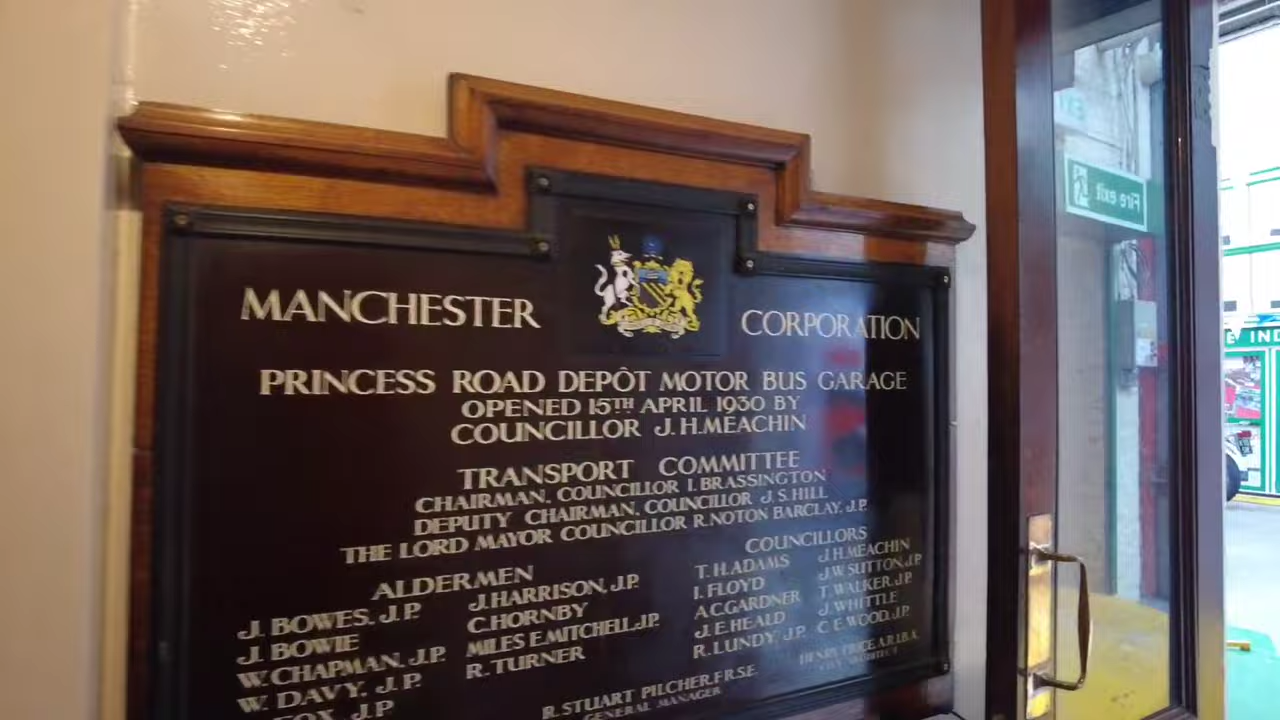 MANCHESTER CORPORATION
PRINCESS ROAD DEPÔT MOTOR BUS GARAGE
OPENED 15TH APRIL 1930 BY
COUNCILLOR J.H.MEACHIN
TRANSPORT COMMITTEE
CHAIRMAN, COUNCILLOR I. BRASSINGTON
DEPUTY CHAIRMAN, COUNCILLOR J.S.HILL
THE LORD MAYOR COUNCILLOR R.NOTON BARCLAY, J.P.
ALDERMEN
J. BOWES, J.P.
J. BOWIE
W. CHAPMAN, J.P.
W. DAVY, J.P.
FOX, J.P.
J. HARRISON, J.P.
C. HORNBY
MILES E.MITCHELL, J.P.
R. TURNER
COUNCILLORS
T.H.ADAMS
I. FLOYD
A.C.GARDNER
J.E.HEALD
R.LUNDY, J.P.
J.H.MEACHIN
J.W.SUTTON, J.P.
T.WALKER, J.P.
J.WHITTLE
C.E.WOOD, J.P.
R. STUART PILCHER, F.R.S.E.
GENERAL MANAGER
HENRY PRICE A.R.I.B.A.
CITY ARCHITECT
Fire exit
E IND